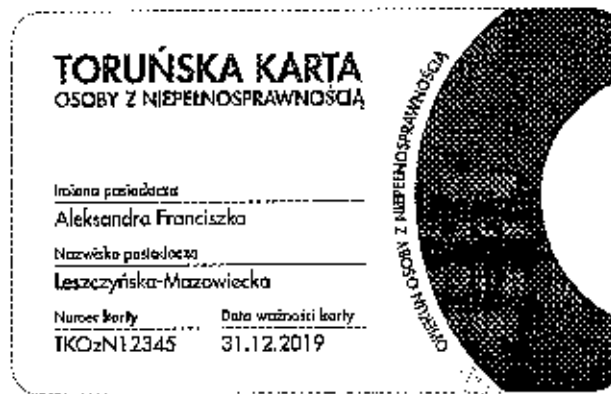 TORUŃSKA KARTA
OSOBY Z NIEPEŁNOSPRAWNOŚCIĄ
Imiona posiadacza
Aleksandra Franciszka
Nazwisko posiadacza
Leszczyńska-Mazowiecka
Numer karty
Data ważności karty
TKOzN12345
31.12.2019
OPIEKUN OSOBY Z NIEPEŁNOSPRAWNOŚCIĄ